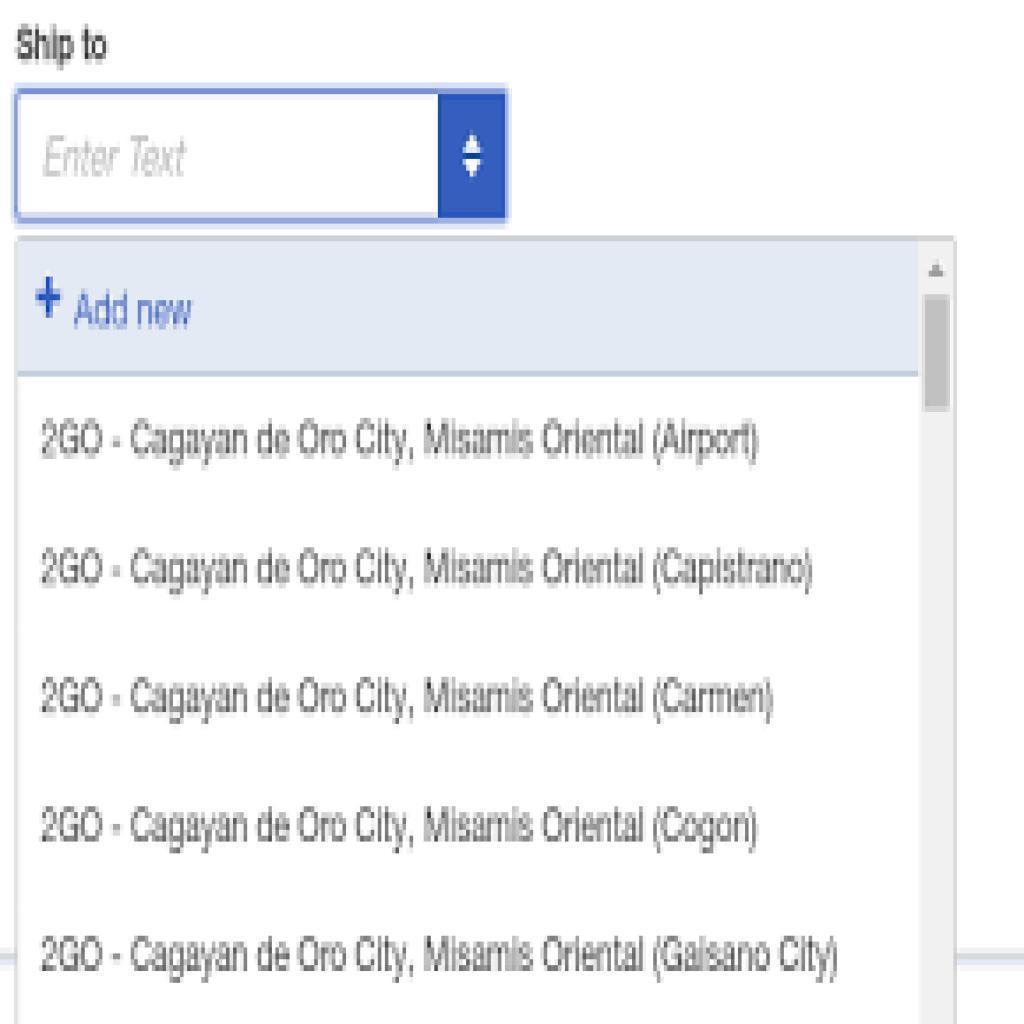 Ship to
Enter Text
+ Add new
2GO - Cagayan de Oro City, Misamis Oriental (Airport)
2GO - Cagayan de Oro City, Misamis Oriental (Capistrano)
2GO - Cagayan de Oro City, Misamis Oriental (Carmen)
2GO - Cagayan de Oro City, Misamis Oriental (Cogon)
2GO - Cagayan de Oro City, Misamis Oriental (Gaisano City)